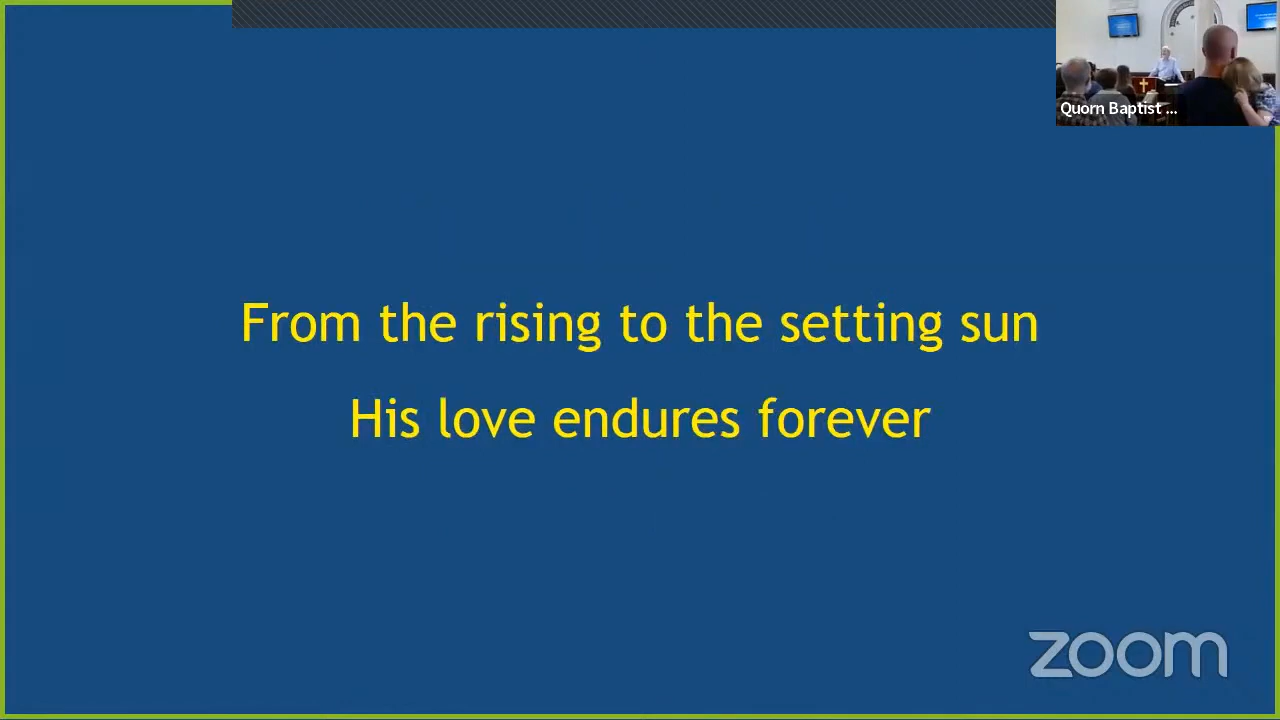 Quorn Baptist ...
From the rising to the setting sun
His love endures forever
zoom